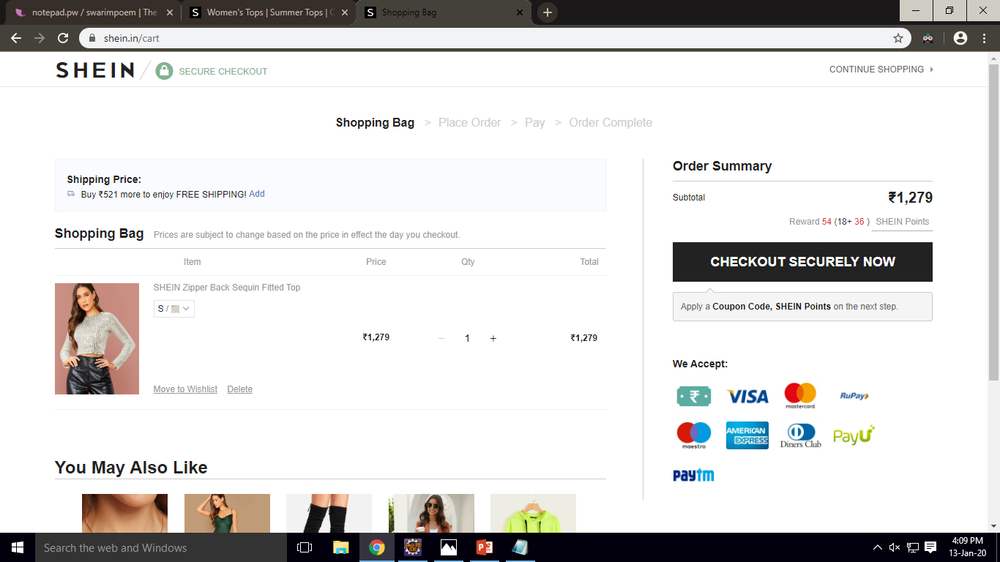 notepad.pw / swarimpoem | The
Women's Tops | Summer Tops | C
Shopping Bag
shein.in/cart
SHEIN
SECURE CHECKOUT
CONTINUE SHOPPING
Shopping Bag > Place Order > Pay > Order Complete
Shipping Price:
Buy ₹521 more to enjoy FREE SHIPPING! Add
Shopping Bag Prices are subject to change based on the price in effect the day you checkout.
Item Price Qty Total
SHEIN Zipper Back Sequin Fitted Top
S /
₹1,279 — 1 + ₹1,279
Move to Wishlist Delete
You May Also Like
Order Summary
Subtotal ₹1,279
Reward 54 (18+ 36 ) SHEIN Points
CHECKOUT SECURELY NOW
Apply a Coupon Code, SHEIN Points on the next step.
We Accept:
₹ VISA mastercard RuPay
maestro AMERICAN EXPRESS Diners Club PayU
paytm
Search the web and Windows
4:09 PM
13-Jan-20